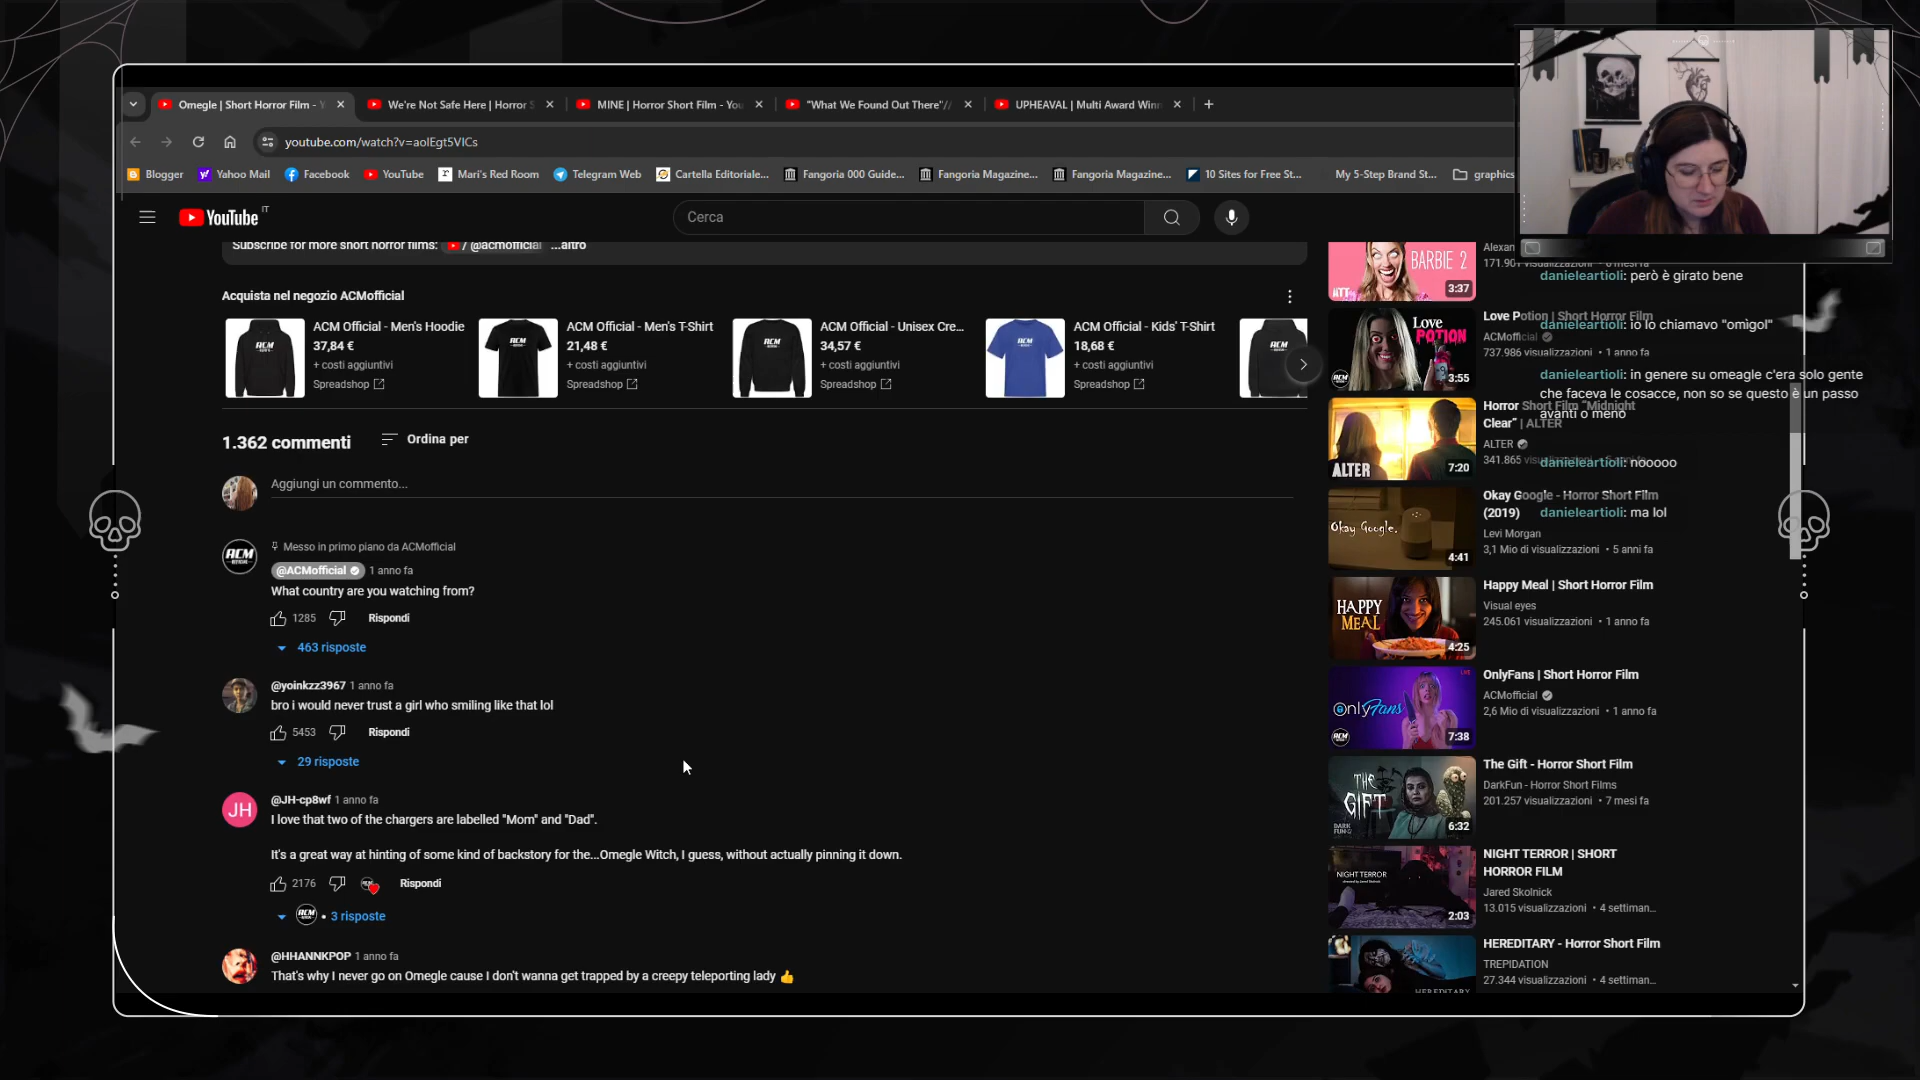 Omegle | Short Horror Film - Y
We're Not Safe Here | Horror S
MINE | Horror Short Film - You
"What We Found Out There"//
UPHEAVAL | Multi Award Winn
youtube.com/watch?v=aolEgt5VlCs
Blogger
Yahoo Mail
Facebook
YouTube
Mari's Red Room
Telegram Web
Cartella Editoriale...
Fangoria 000 Guide...
Fangoria Magazine...
Fangoria Magazine...
10 Sites for Free St...
My 5-Step Brand St...
graphics
YouTube IT
Cerca
Subscribe for more short horror films: / @acmofficial ...altro
Acquista nel negozio ACMofficial
ACM Official - Men's Hoodie
37,84 €
+ costi aggiuntivi
Spreadshop
ACM Official - Men's T-Shirt
21,48 €
+ costi aggiuntivi
Spreadshop
ACM Official - Unisex Cre...
34,57 €
+ costi aggiuntivi
Spreadshop
ACM Official - Kids' T-Shirt
18,68 €
+ costi aggiuntivi
Spreadshop
1.362 commenti
Ordina per
Aggiungi un commento...
Messo in primo piano da ACMofficial
@ACMofficial 1 anno fa
What country are you watching from?
1285 Rispondi
463 risposte
@yoinkzz3967 1 anno fa
bro i would never trust a girl who smiling like that lol
5453 Rispondi
29 risposte
JH
@JH-cp8wf 1 anno fa
I love that two of the chargers are labelled "Mom" and "Dad".
It's a great way at hinting of some kind of backstory for the...Omegle Witch, I guess, without actually pinning it down.
2176 Rispondi
3 risposte
@HHANNKPOP 1 anno fa
That's why I never go on Omegle cause I don't wanna get trapped by a creepy teleporting lady 👍
BARBIE 2
3:37
Love POTION
3:55
Love Potion | Short Horror Film
ACMofficial
737.986 visualizzazioni • 1 anno fa
ALTER
7:20
Horror Short Film "Midnight
Clear" | ALTER
ALTER
341.865
Okay Google.
4:41
Okay Google - Horror Short Film
(2019)
Levi Morgan
3,1 Mio di visualizzazioni • 5 anni fa
HAPPY MEAL
4:25
Happy Meal | Short Horror Film
Visual eyes
245.061 visualizzazioni • 1 anno fa
OnlyFans
7:38
OnlyFans | Short Horror Film
ACMofficial
2,6 Mio di visualizzazioni • 1 anno fa
THE GIFT
6:32
The Gift - Horror Short Film
DarkFun - Horror Short Films
201.257 visualizzazioni • 7 mesi fa
NIGHT TERROR
2:03
NIGHT TERROR | SHORT
HORROR FILM
Jared Skolnick
13.015 visualizzazioni • 4 settiman...
HEREDITARY
HEREDITARY - Horror Short Film
TREPIDATION
27.344 visualizzazioni • 4 settiman...
danieleartioli: però è girato bene
danieleartioli: io lo chiamavo "omigol"
danieleartioli: in genere su omeagle c'era solo gente
che faceva le cosacce, non so se questo è un passo
avanti o meno
danieleartioli: nooooo
danieleartioli: ma lol